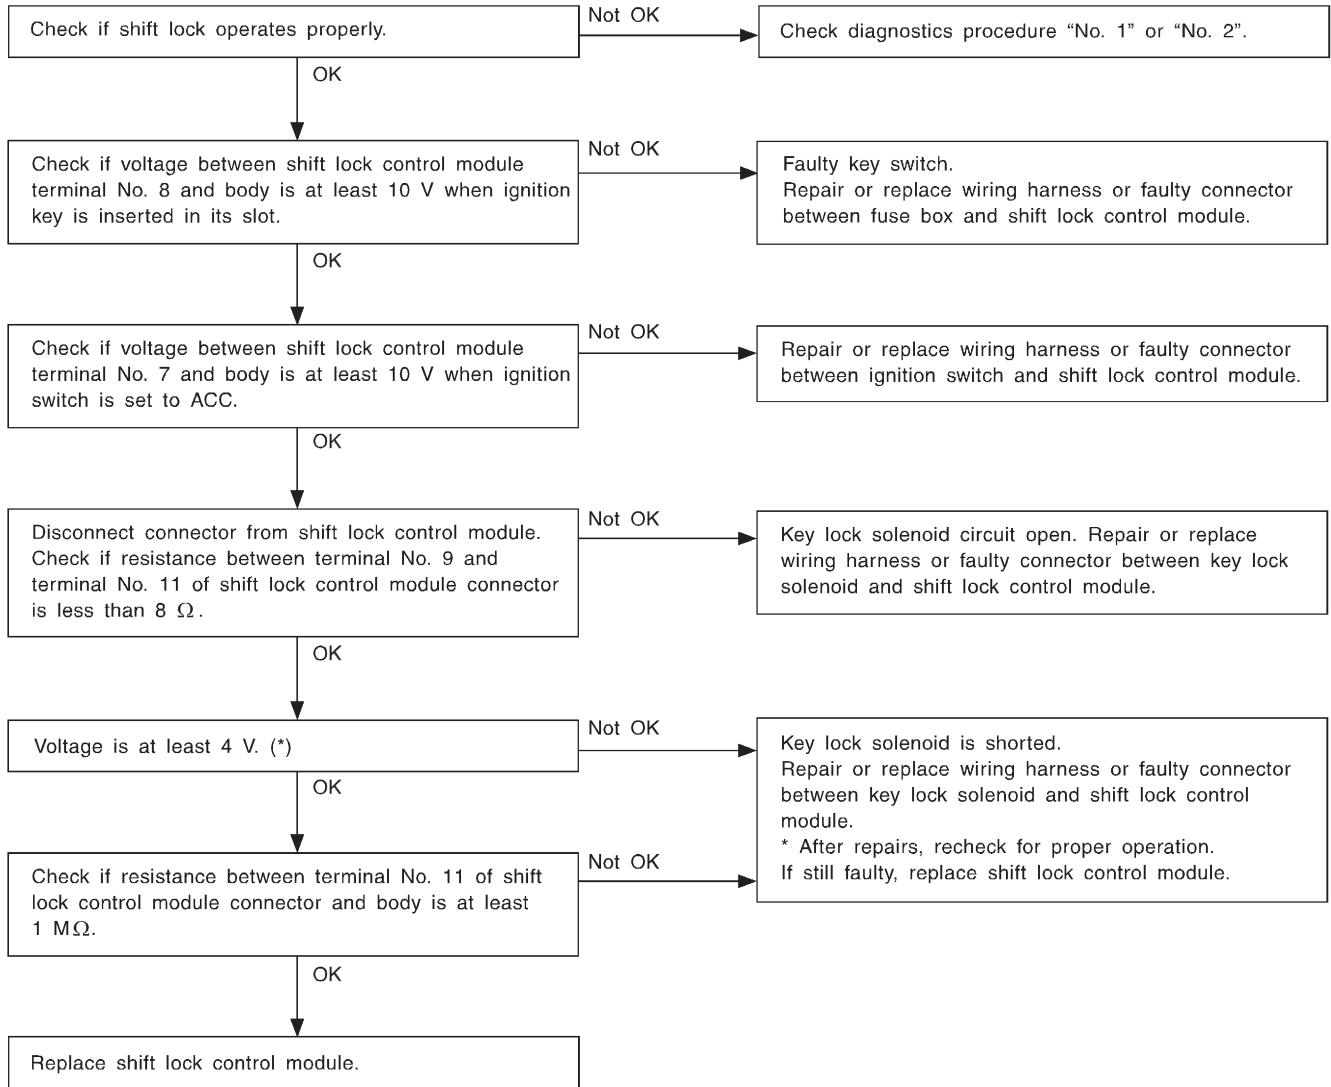 Check if shift lock operates properly.
Not OK
Check diagnostics procedure “No. 1” or “No. 2”.
OK
Check if voltage between shift lock control module
terminal No. 8 and body is at least 10 V when ignition
key is inserted in its slot.
Not OK
Faulty key switch.
Repair or replace wiring harness or faulty connector
between fuse box and shift lock control module.
OK
Check if voltage between shift lock control module
terminal No. 7 and body is at least 10 V when ignition
switch is set to ACC.
Not OK
Repair or replace wiring harness or faulty connector
between ignition switch and shift lock control module.
OK
Disconnect connector from shift lock control module.
Check if resistance between terminal No. 9 and
terminal No. 11 of shift lock control module connector
is less than 8 Ω.
Not OK
Key lock solenoid circuit open. Repair or replace
wiring harness or faulty connector between key lock
solenoid and shift lock control module.
OK
Voltage is at least 4 V. (*)
Not OK
Key lock solenoid is shorted.
Repair or replace wiring harness or faulty connector
between key lock solenoid and shift lock control
module.
* After repairs, recheck for proper operation.
If still faulty, replace shift lock control module.
OK
Check if resistance between terminal No. 11 of shift
lock control module connector and body is at least
1 MΩ.
Not OK
OK
Replace shift lock control module.